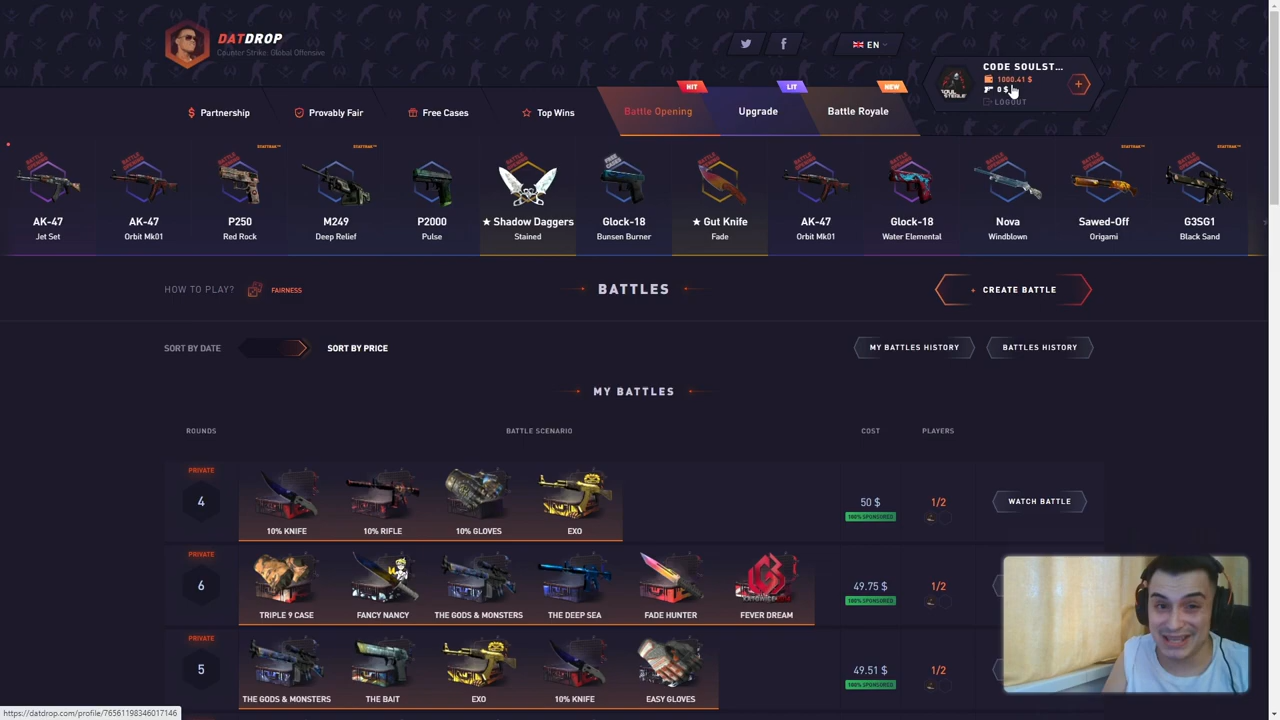 DATDROP
Counter Strike: Global Offensive
EN
CODE SOULST...
1000.41 $
0 $
LOGOUT
HIT
LIT
NEW
Partnership
Provably Fair
Free Cases
Top Wins
Battle Opening
Upgrade
Battle Royale
AK-47
Jet Set
AK-47
Orbit Mk01
P250
Red Rock
M249
Deep Relief
P2000
Pulse
★ Shadow Daggers
Stained
Glock-18
Bunsen Burner
★ Gut Knife
Fade
AK-47
Orbit Mk01
Glock-18
Water Elemental
Nova
Windblown
Sawed-Off
Origami
G3SG1
Black Sand
HOW TO PLAY?
FAIRNESS
BATTLES
CREATE BATTLE
SORT BY DATE
SORT BY PRICE
MY BATTLES HISTORY
BATTLES HISTORY
MY BATTLES
ROUNDS
BATTLE SCENARIO
COST
PLAYERS
PRIVATE
4
10% KNIFE
10% RIFLE
10% GLOVES
EXO
50 $
100% SPONSORED
1/2
WATCH BATTLE
PRIVATE
6
TRIPLE 9 CASE
FANCY NANCY
THE GODS & MONSTERS
THE DEEP SEA
FADE HUNTER
FEVER DREAM
49.75 $
100% SPONSORED
1/2
PRIVATE
5
THE GODS & MONSTERS
THE BAIT
EXO
10% KNIFE
EASY GLOVES
49.51 $
100% SPONSORED
1/2
https://datdrop.com/profile/76561198346017146